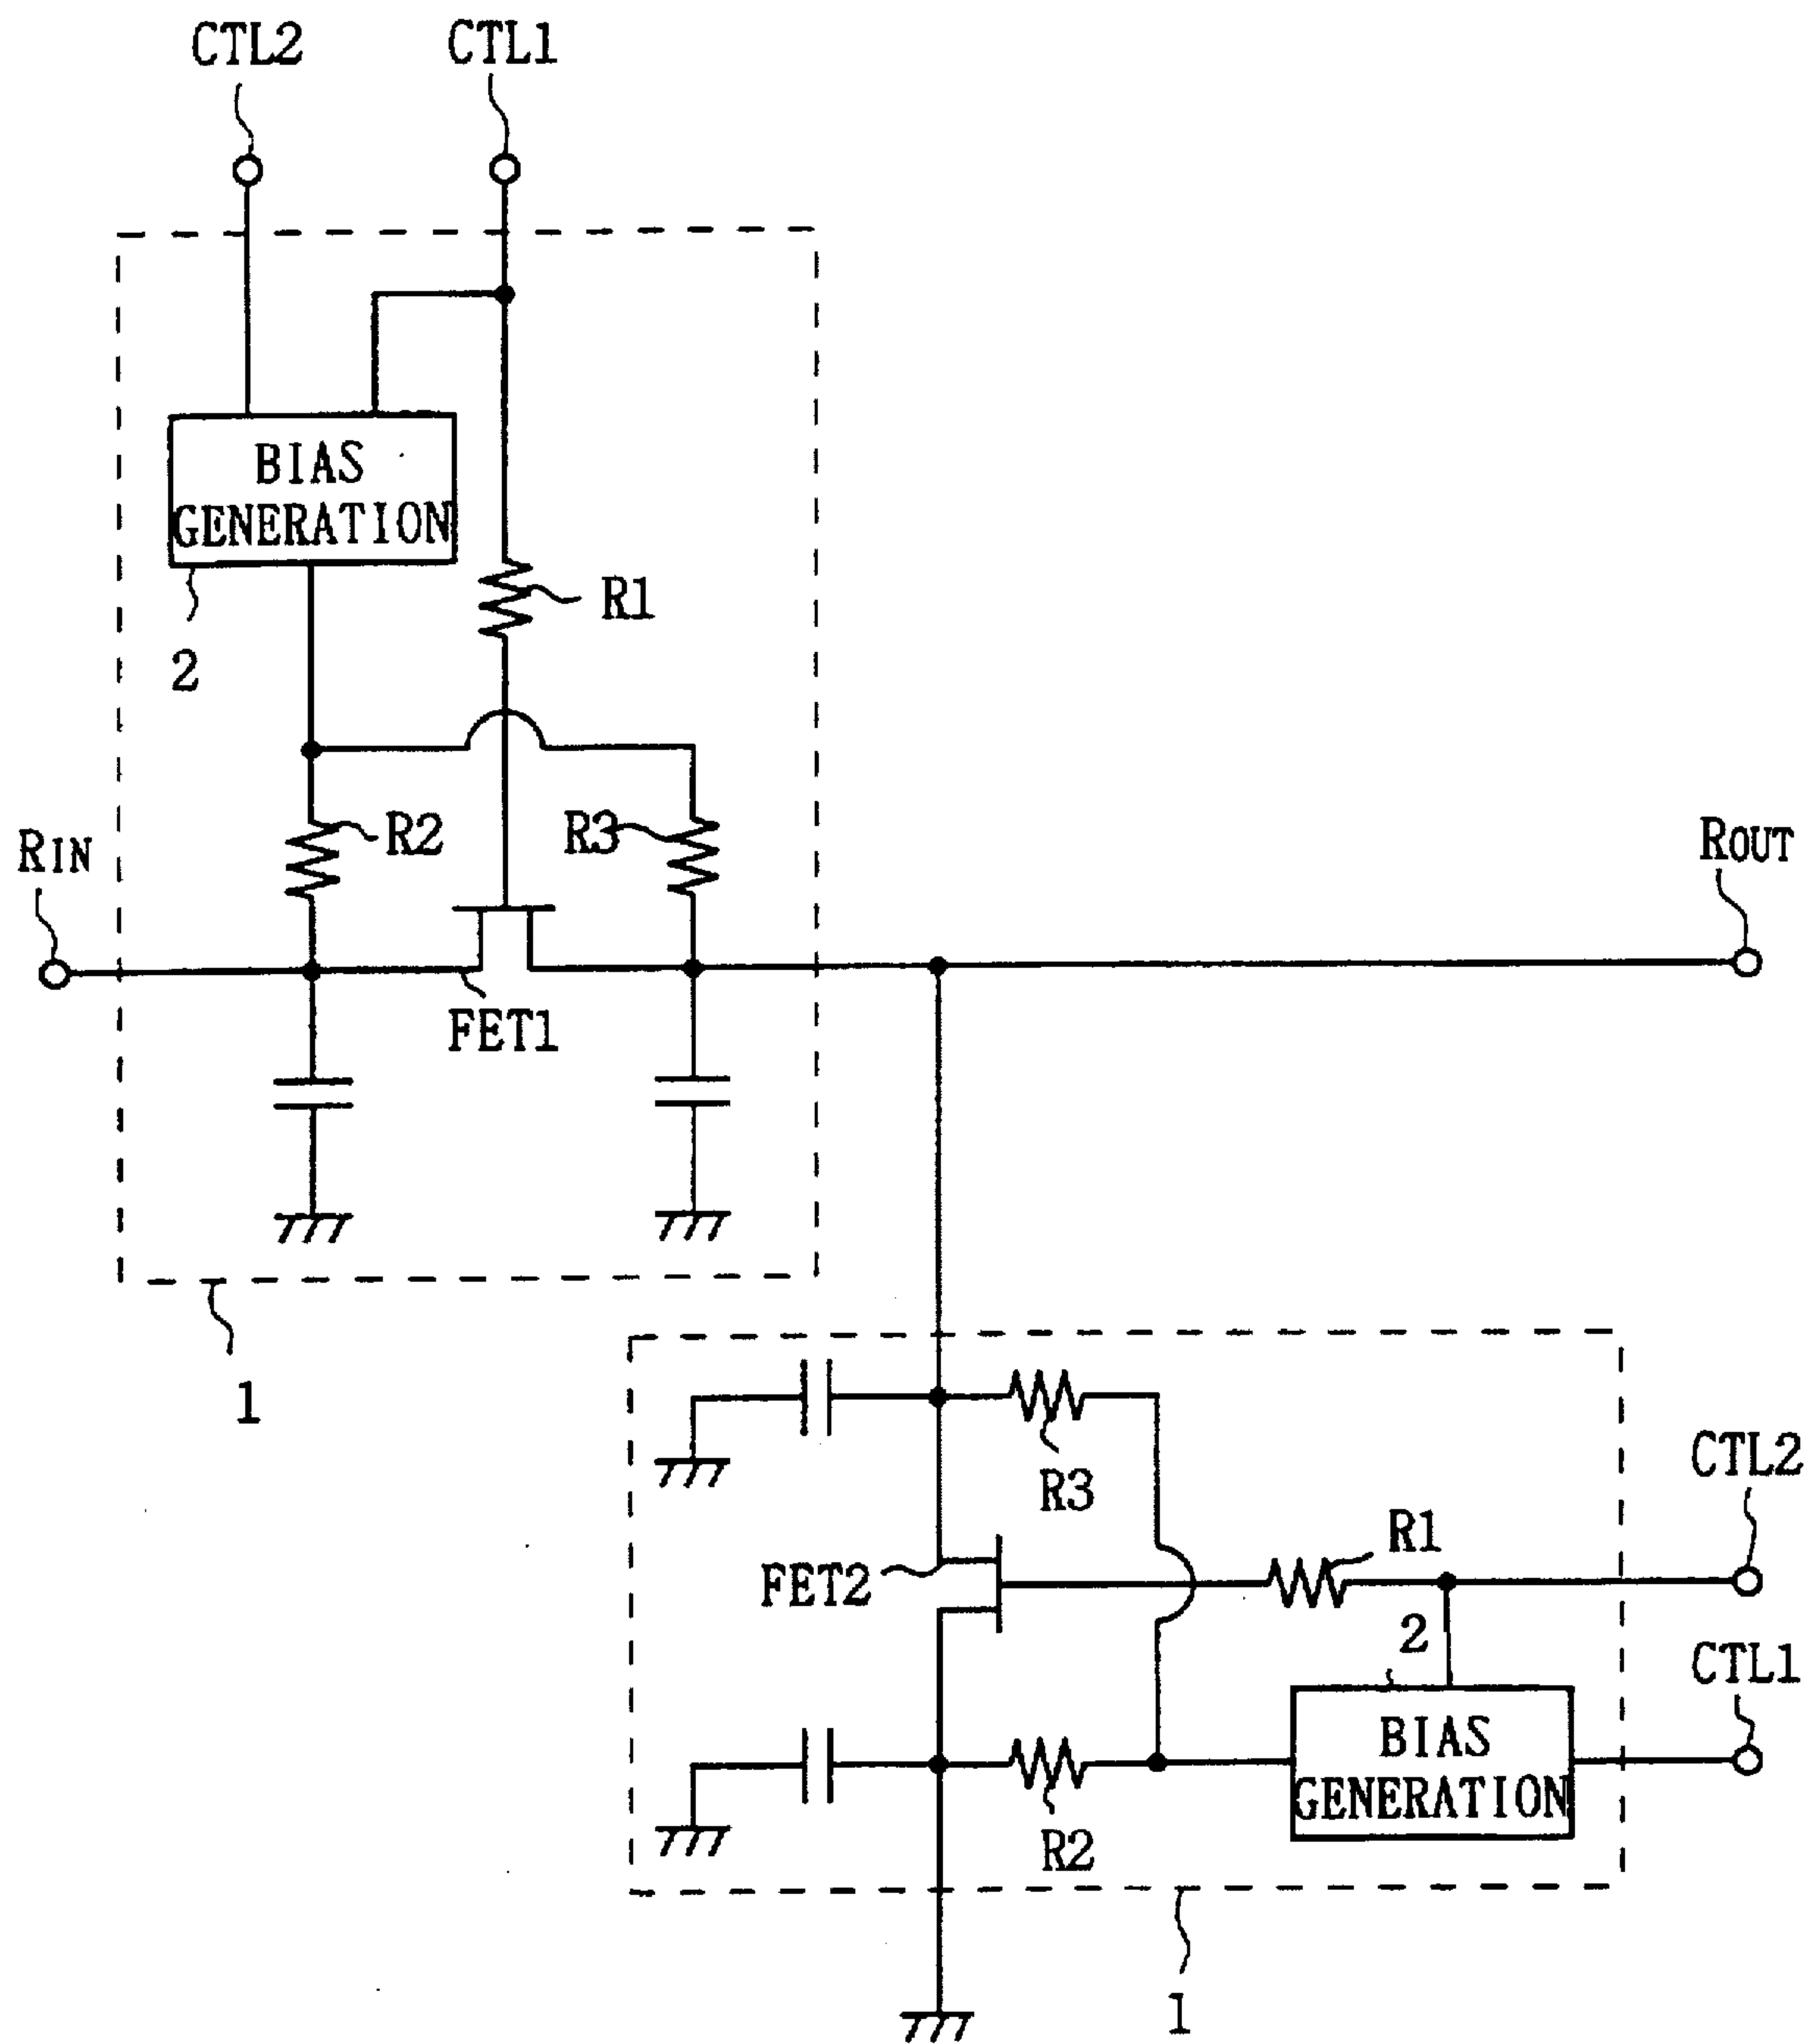 CTL2 CTL1
BIAS
GENERATION
R1
2
R2 R3
RIN ROUT
FET1
1
CTL2
R3
R1
FET2
2
CTL1
BIAS
GENERATION
R2
1